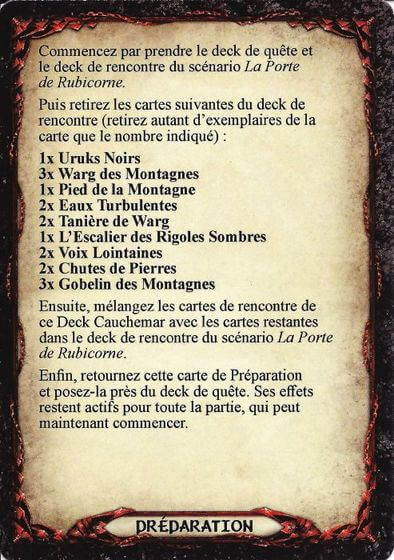 Commencez par prendre le deck de quête et
le deck de rencontre du scénario La Porte
de Rubicorne.
Puis retirez les cartes suivantes du deck de
rencontre (retirez autant d'exemplaires de la
carte que le nombre indiqué) :
1x Uruks Noirs
3x Warg des Montagnes
1x Pied de la Montagne
2x Eaux Turbulentes
2x Tanière de Warg
1x L'Escalier des Rigoles Sombres
2x Voix Lointaines
2x Chutes de Pierres
3x Gobelin des Montagnes
Ensuite, mélangez les cartes de rencontre de
ce Deck Cauchemar avec les cartes restantes
dans le deck de rencontre du scénario La Porte
de Rubicorne.
Enfin, retournez cette carte de Préparation
et posez-la près du deck de quête. Ses effets
restent actifs pour toute la partie, qui peut
maintenant commencer.
PRÉPARATION